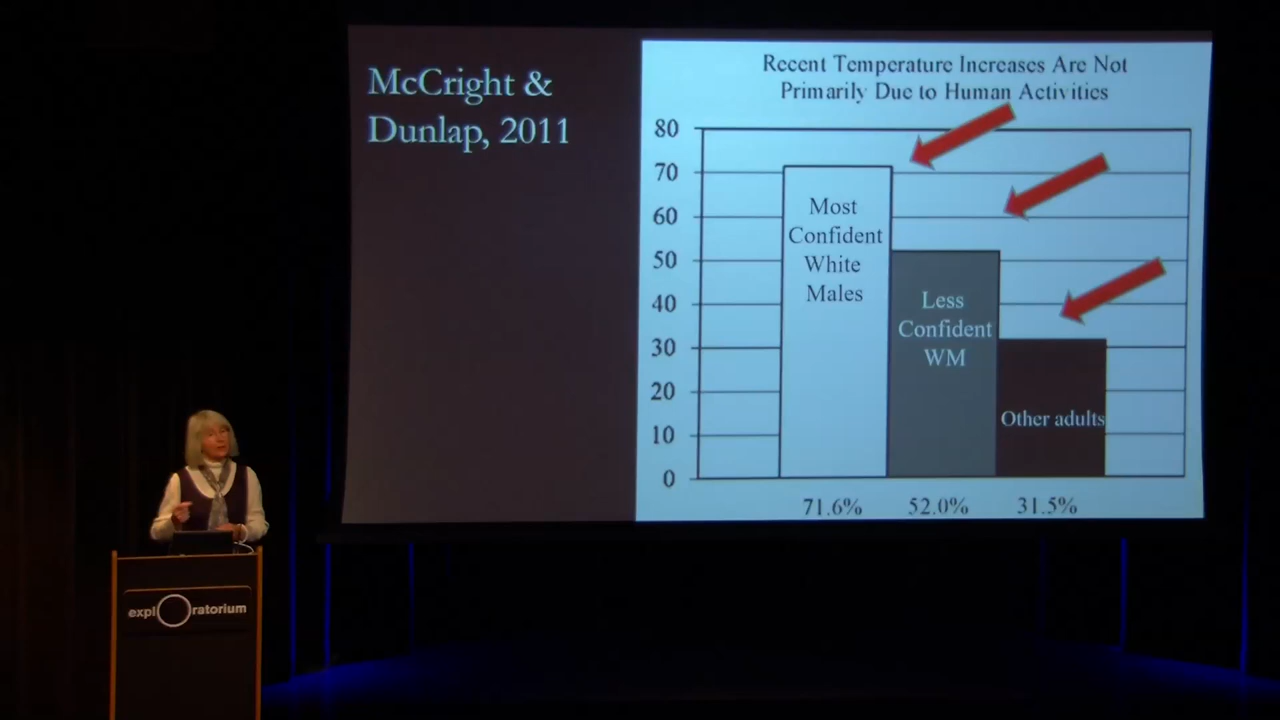 McCright &
Dunlap, 2011
Recent Temperature Increases Are Not
Primarily Due to Human Activities
80
70
60
50
40
30
20
10
0
Most
Confident
White
Males
Less
Confident
WM
Other adults
71.6% 52.0% 31.5%
exploratorium